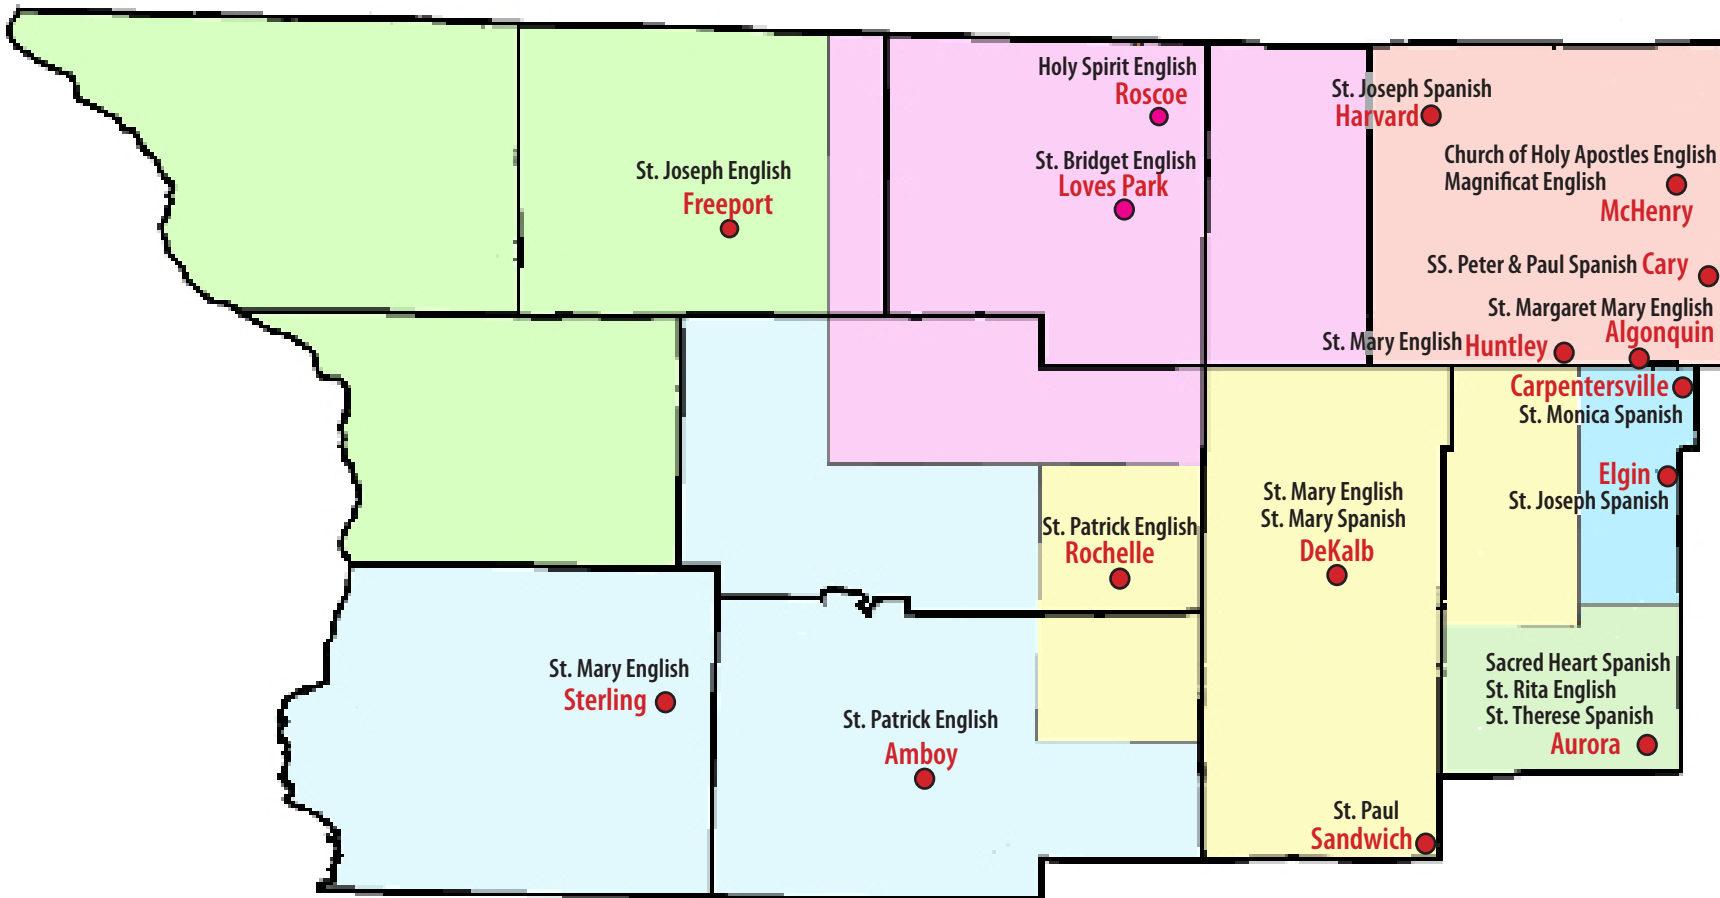 Holy Spirit English
Roscoe
St. Joseph Spanish
Harvard
St. Joseph English
Freeport
St. Bridget English
Loves Park
Church of Holy Apostles English
Magnificat English
McHenry
SS. Peter & Paul Spanish Cary
St. Margaret Mary English
Algonquin
St. Mary English Huntley
Carpentersville
St. Monica Spanish
Elgin
St. Joseph Spanish
St. Patrick English
Rochelle
St. Mary English
St. Mary Spanish
DeKalb
St. Mary English
Sterling
St. Patrick English
Amboy
Sacred Heart Spanish
St. Rita English
St. Therese Spanish
Aurora
St. Paul
Sandwich